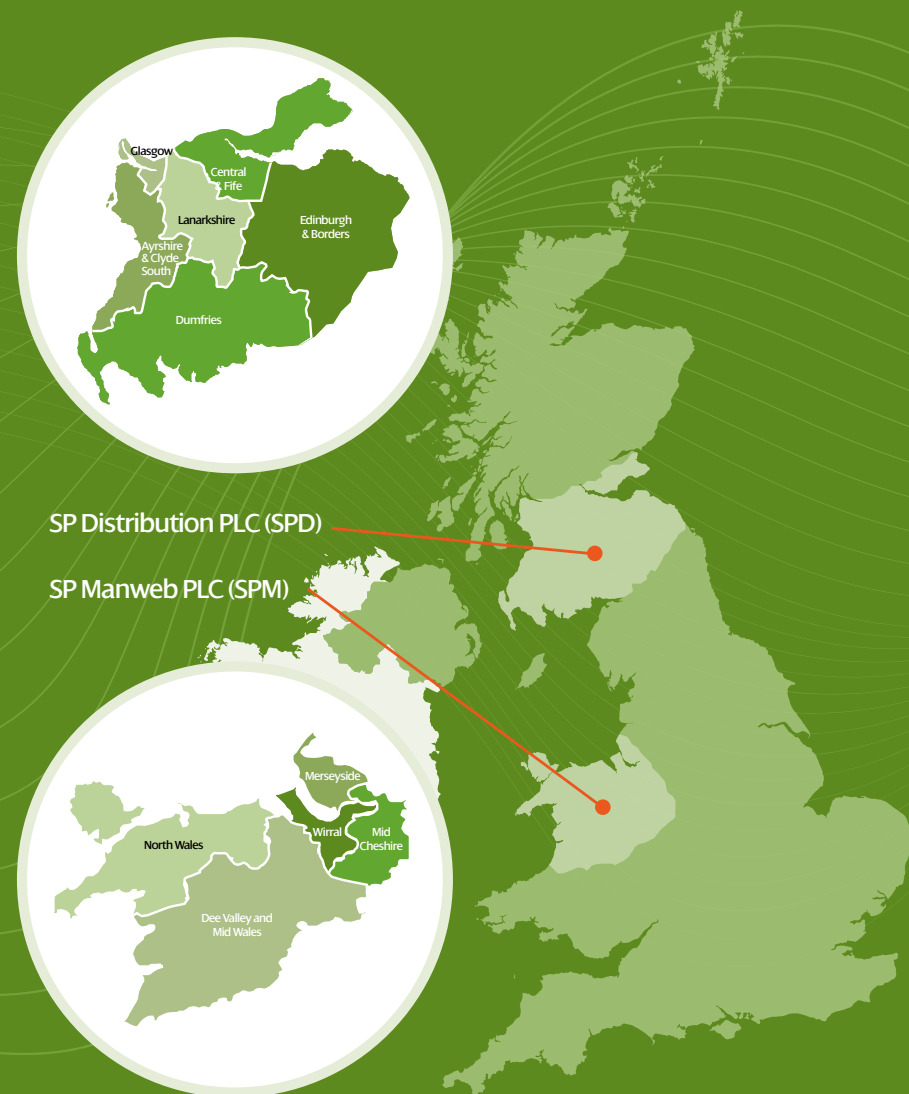 Glasgow
Central
& Fife
Lanarkshire
Edinburgh
& Borders
Ayrshire
& Clyde
South
Dumfries
SP Distribution PLC (SPD)
SP Manweb PLC (SPM)
Merseyside
Wirral
Mid
Cheshire
North Wales
Dee Valley and
Mid Wales